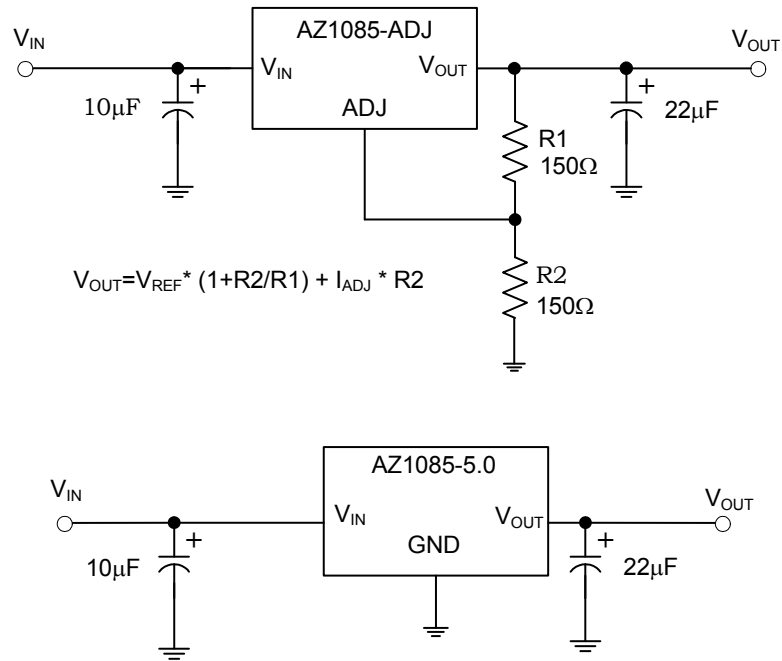 AZ1085-ADJ
VIN
VOUT
VIN
VOUT
+
+
10μF
ADJ
22μF
R1
150Ω
VOUT=VREF* (1+R2/R1) + IADJ * R2
R2
150Ω
AZ1085-5.0
VIN
VOUT
VIN
VOUT
+
+
GND
10μF
22μF